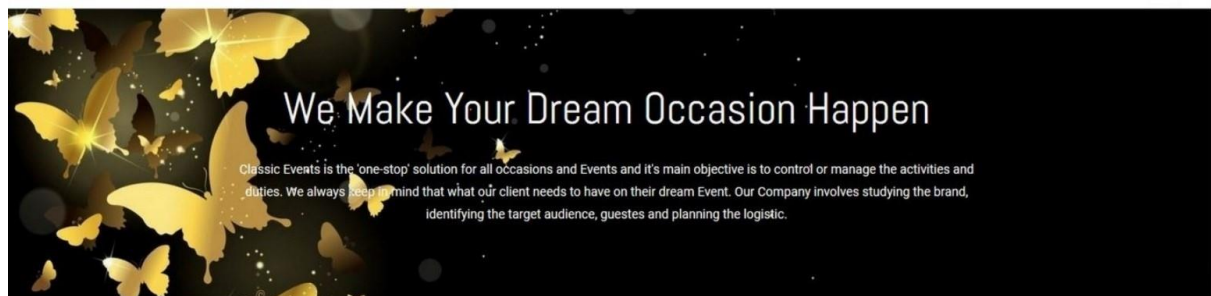 We Make Your Dream Occasion Happen
Classic Events is the 'one-stop' solution for all occasions and Events and it's main objective is to control or manage the activities and
duties. We always keep in mind that what our client needs to have on their dream Event. Our Company involves studying the brand,
identifying the target audience, guestes and planning the logistic.